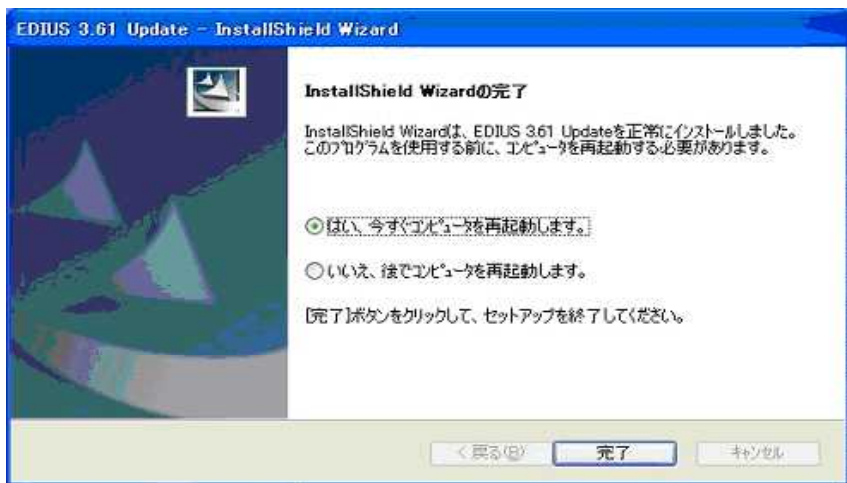 EDIUS 3.61 Update - InstallShield Wizard
InstallShield Wizardの完了
InstallShield Wizardは、EDIUS 3.61 Updateを正常にインストールしました。
このプログラムを使用する前に、コンピュータを再起動する必要があります。
はい、今すぐコンピュータを再起動します。
いいえ、後でコンピュータを再起動します。
[完了]ボタンをクリックして、セットアップを終了してください。
< 戻る(B)
完了
キャンセル